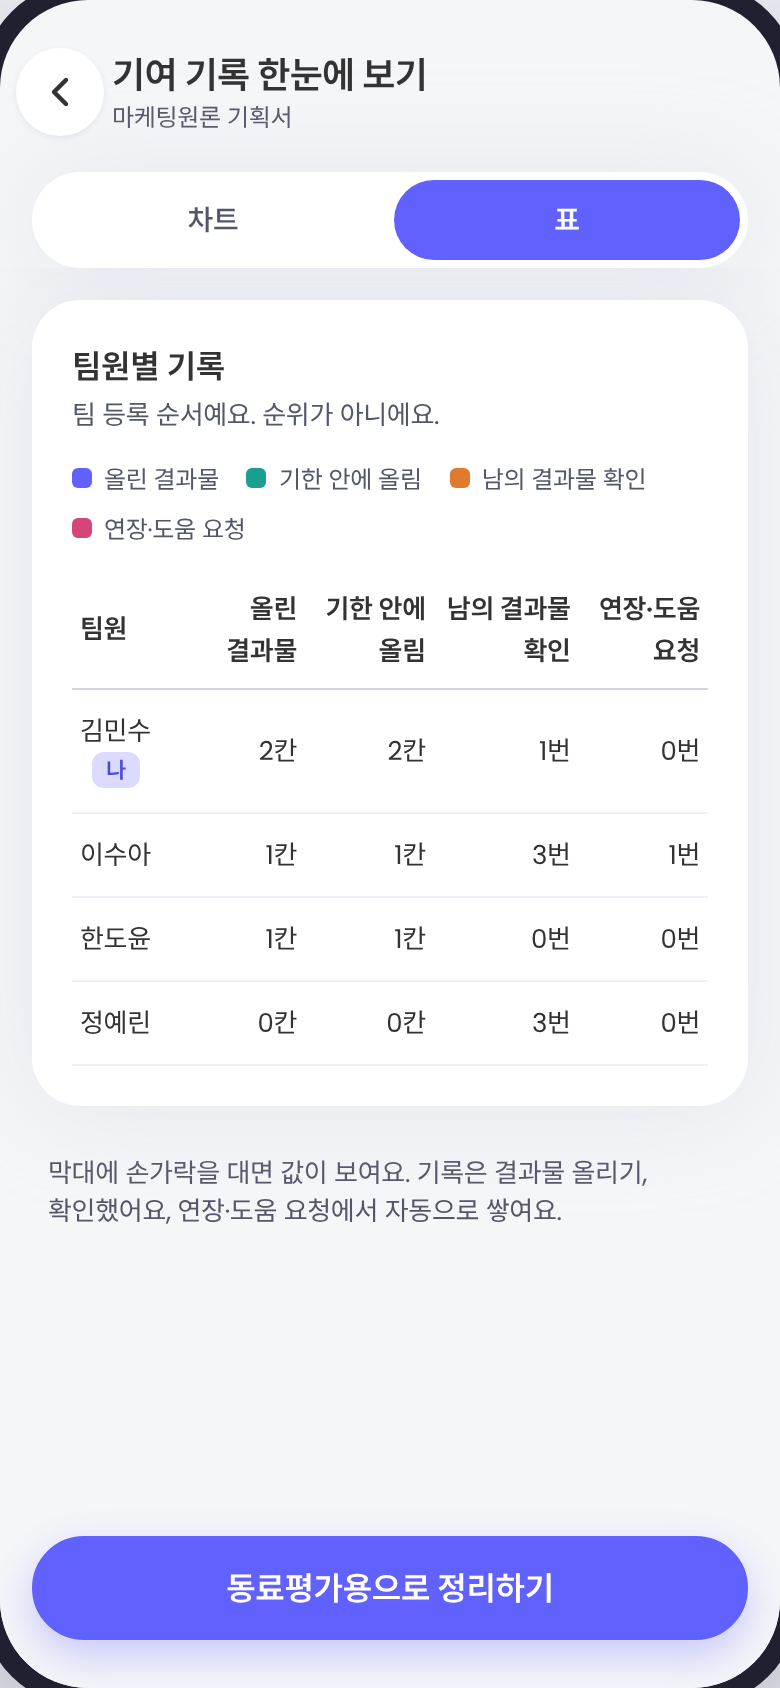 기여 기록 한눈에 보기
마케팅원론 기획서
차트 표
팀원별 기록
팀 등록 순서예요. 순위가 아니에요.
올린 결과물 기한 안에 올림 남의 결과물 확인
연장·도움 요청
팀원 올린 결과물 기한 안에 올림 남의 결과물 확인 연장·도움 요청
김민수 나 2칸 2칸 1번 0번
이수아 1칸 1칸 3번 1번
한도윤 1칸 1칸 0번 0번
정예린 0칸 0칸 3번 0번
막대에 손가락을 대면 값이 보여요. 기록은 결과물 올리기,
확인했어요, 연장·도움 요청에서 자동으로 쌓여요.
동료평가용으로 정리하기